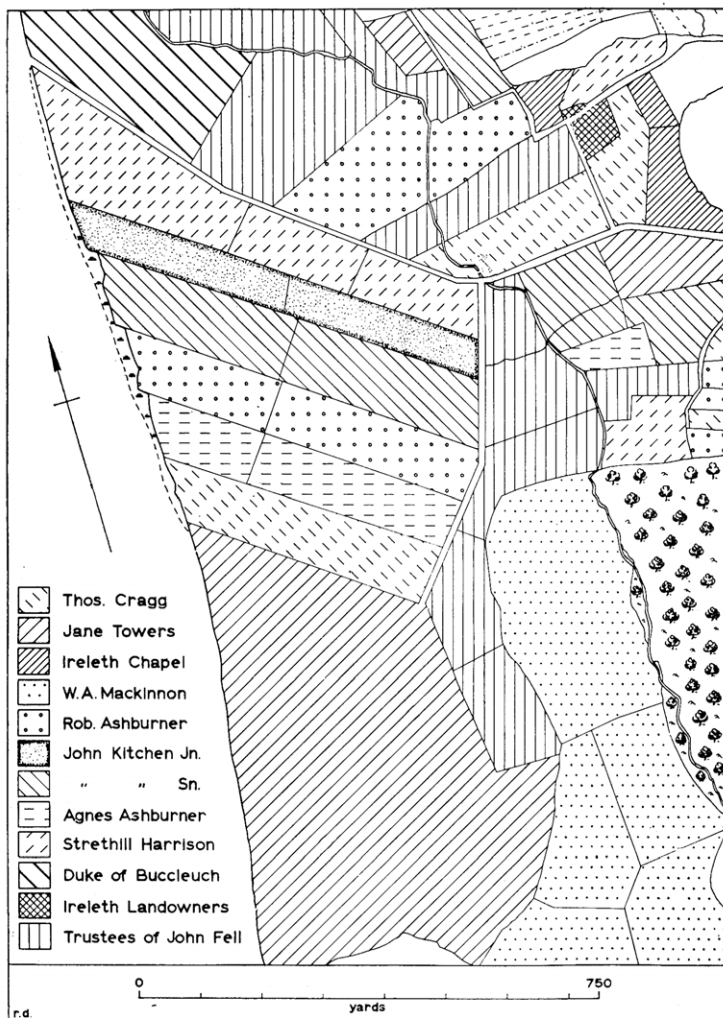 Thos. Cragg
Jane Towers
Ireleth Chapel
W.A. Mackinnon
Rob. Ashburner
John Kitchen Jn.
" " Sn.
Agnes Ashburner
Strethill Harrison
Duke of Buccleuch
Ireleth Landowners
Trustees of John Fell
0 750
yards
r.d.